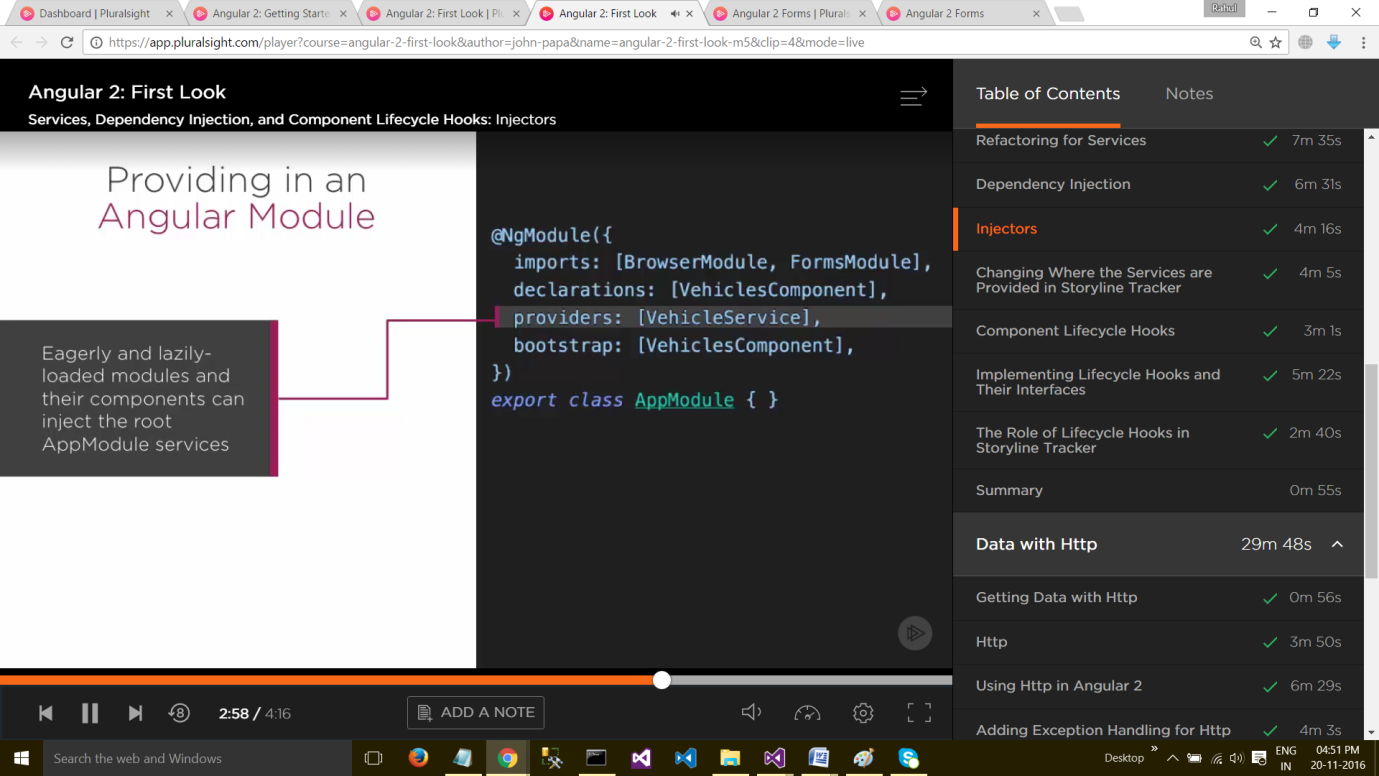 Dashboard | Pluralsight
Angular 2: Getting Starte
Angular 2: First Look | Plu
Angular 2: First Look
Angular 2 Forms | Pluralsi
Angular 2 Forms
Rahul
https://app.pluralsight.com/player?course=angular-2-first-look&author=john-papa&name=angular-2-first-look-m5&clip=4&mode=live
Angular 2: First Look
Services, Dependency Injection, and Component Lifecycle Hooks: Injectors
Providing in an
Angular Module
Eagerly and lazily-
loaded modules and
their components can
inject the root
AppModule services
@NgModule({
imports: [BrowserModule, FormsModule],
declarations: [VehiclesComponent],
providers: [VehicleService],
bootstrap: [VehiclesComponent],
})
export class AppModule { }
8
2:58 / 4:16
ADD A NOTE
Table of Contents
Notes
Refactoring for Services 7m 35s
Dependency Injection 6m 31s
Injectors 4m 16s
Changing Where the Services are
Provided in Storyline Tracker 4m 5s
Component Lifecycle Hooks 3m 1s
Implementing Lifecycle Hooks and
Their Interfaces 5m 22s
The Role of Lifecycle Hooks in
Storyline Tracker 2m 40s
Summary 0m 55s
Data with Http 29m 48s
Getting Data with Http 0m 56s
Http 3m 50s
Using Http in Angular 2 6m 29s
Adding Exception Handling for Http 4m 3s
Search the web and Windows
Desktop
ENG
IN
04:51 PM
20-11-2016